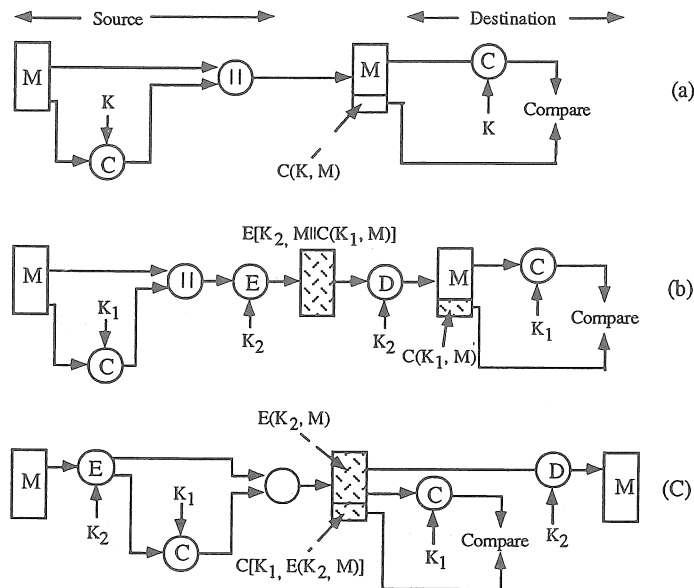 Source
Destination
M
||
M
C
(a)
K
Compare
K
C
C(K, M)
E[K2, M||C(K1, M)]
M
||
E
D
M
C
(b)
K1
K2
K2
K1
Compare
C
C(K1, M)
E(K2, M)
M
E
D
M
(C)
K1
C
K2
K1
K2
C
Compare
C[K1, E(K2, M)]